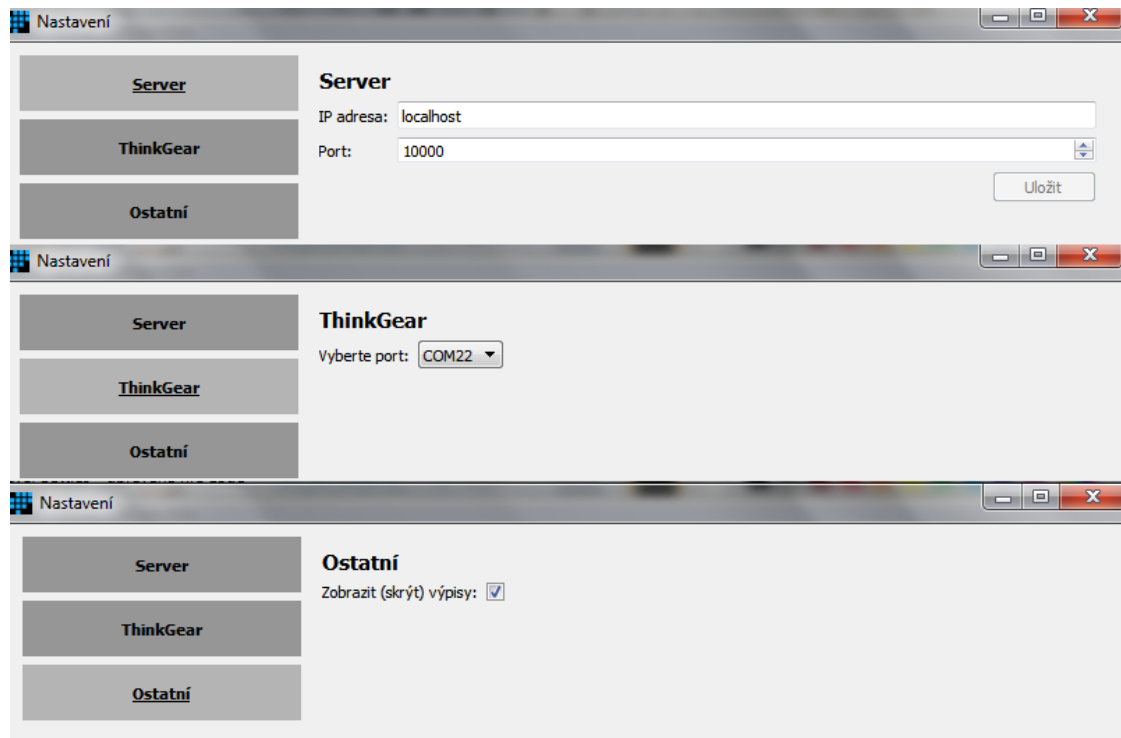 Nastavení
Server
ThinkGear
Ostatní
Server
IP adresa: localhost
Port: 10000
Uložit
Nastavení
Server
ThinkGear
Ostatní
ThinkGear
Vyberte port: COM22
Nastavení
Server
ThinkGear
Ostatní
Ostatní
Zobrazit (skrýt) výpisy: